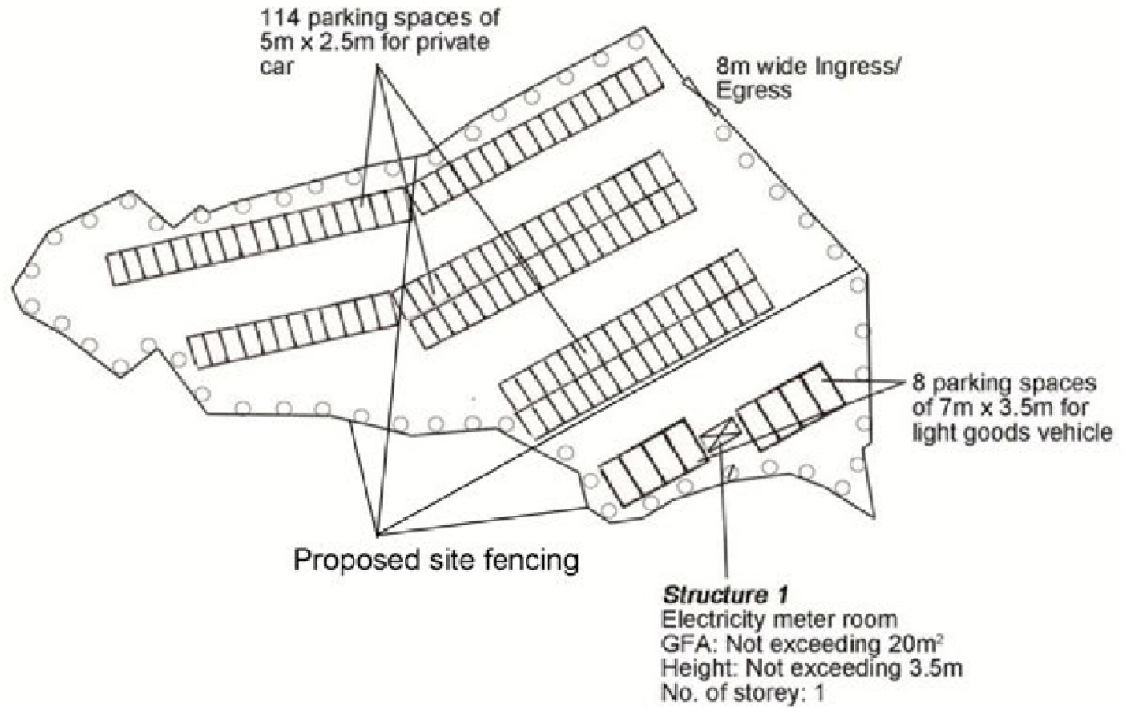 114 parking spaces of
5m x 2.5m for private
car
8m wide Ingress/
Egress
8 parking spaces
of 7m x 3.5m for
light goods vehicle
Proposed site fencing
Structure 1
Electricity meter room
GFA: Not exceeding 20m²
Height: Not exceeding 3.5m
No. of storey: 1